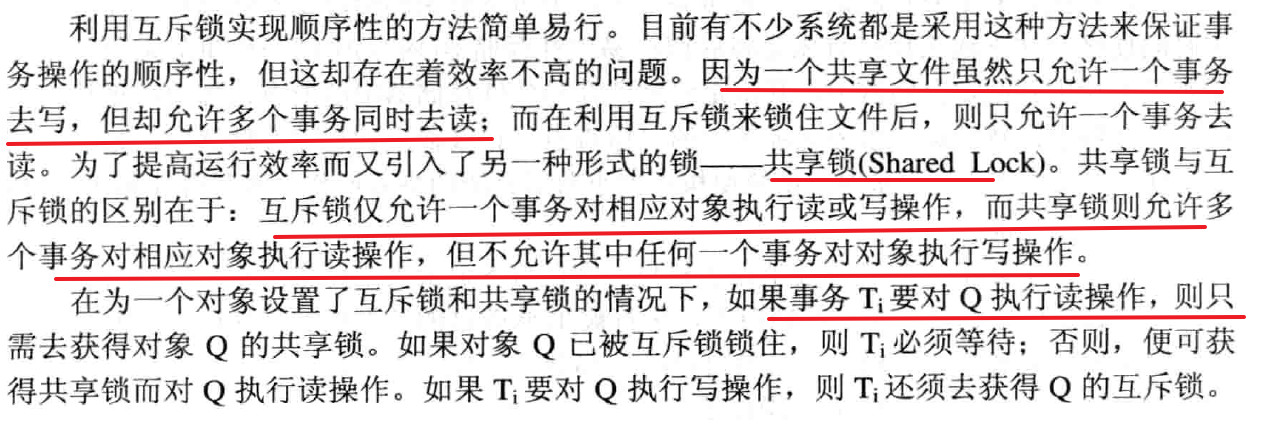 利用互斥锁实现顺序性的方法简单易行。目前有不少系统都是采用这种方法来保证事
务操作的顺序性，但这却存在着效率不高的问题。因为一个共享文件虽然只允许一个事务
去写，但却允许多个事务同时去读；而在利用互斥锁来锁住文件后，则只允许一个事务去
读。为了提高运行效率而又引入了另一种形式的锁——共享锁(Shared Lock)。共享锁与互
斥锁的区别在于：互斥锁仅允许一个事务对相应对象执行读或写操作，而共享锁则允许多
个事务对相应对象执行读操作，但不允许其中任何一个事务对对象执行写操作。
在为一个对象设置了互斥锁和共享锁的情况下，如果事务 Ti 要对 Q 执行读操作，则只
需去获得对象 Q 的共享锁。如果对象 Q 已被互斥锁锁住，则 Ti 必须等待；否则，便可获
得共享锁而对 Q 执行读操作。如果 Ti 要对 Q 执行写操作，则 Ti 还须去获得 Q 的互斥锁。